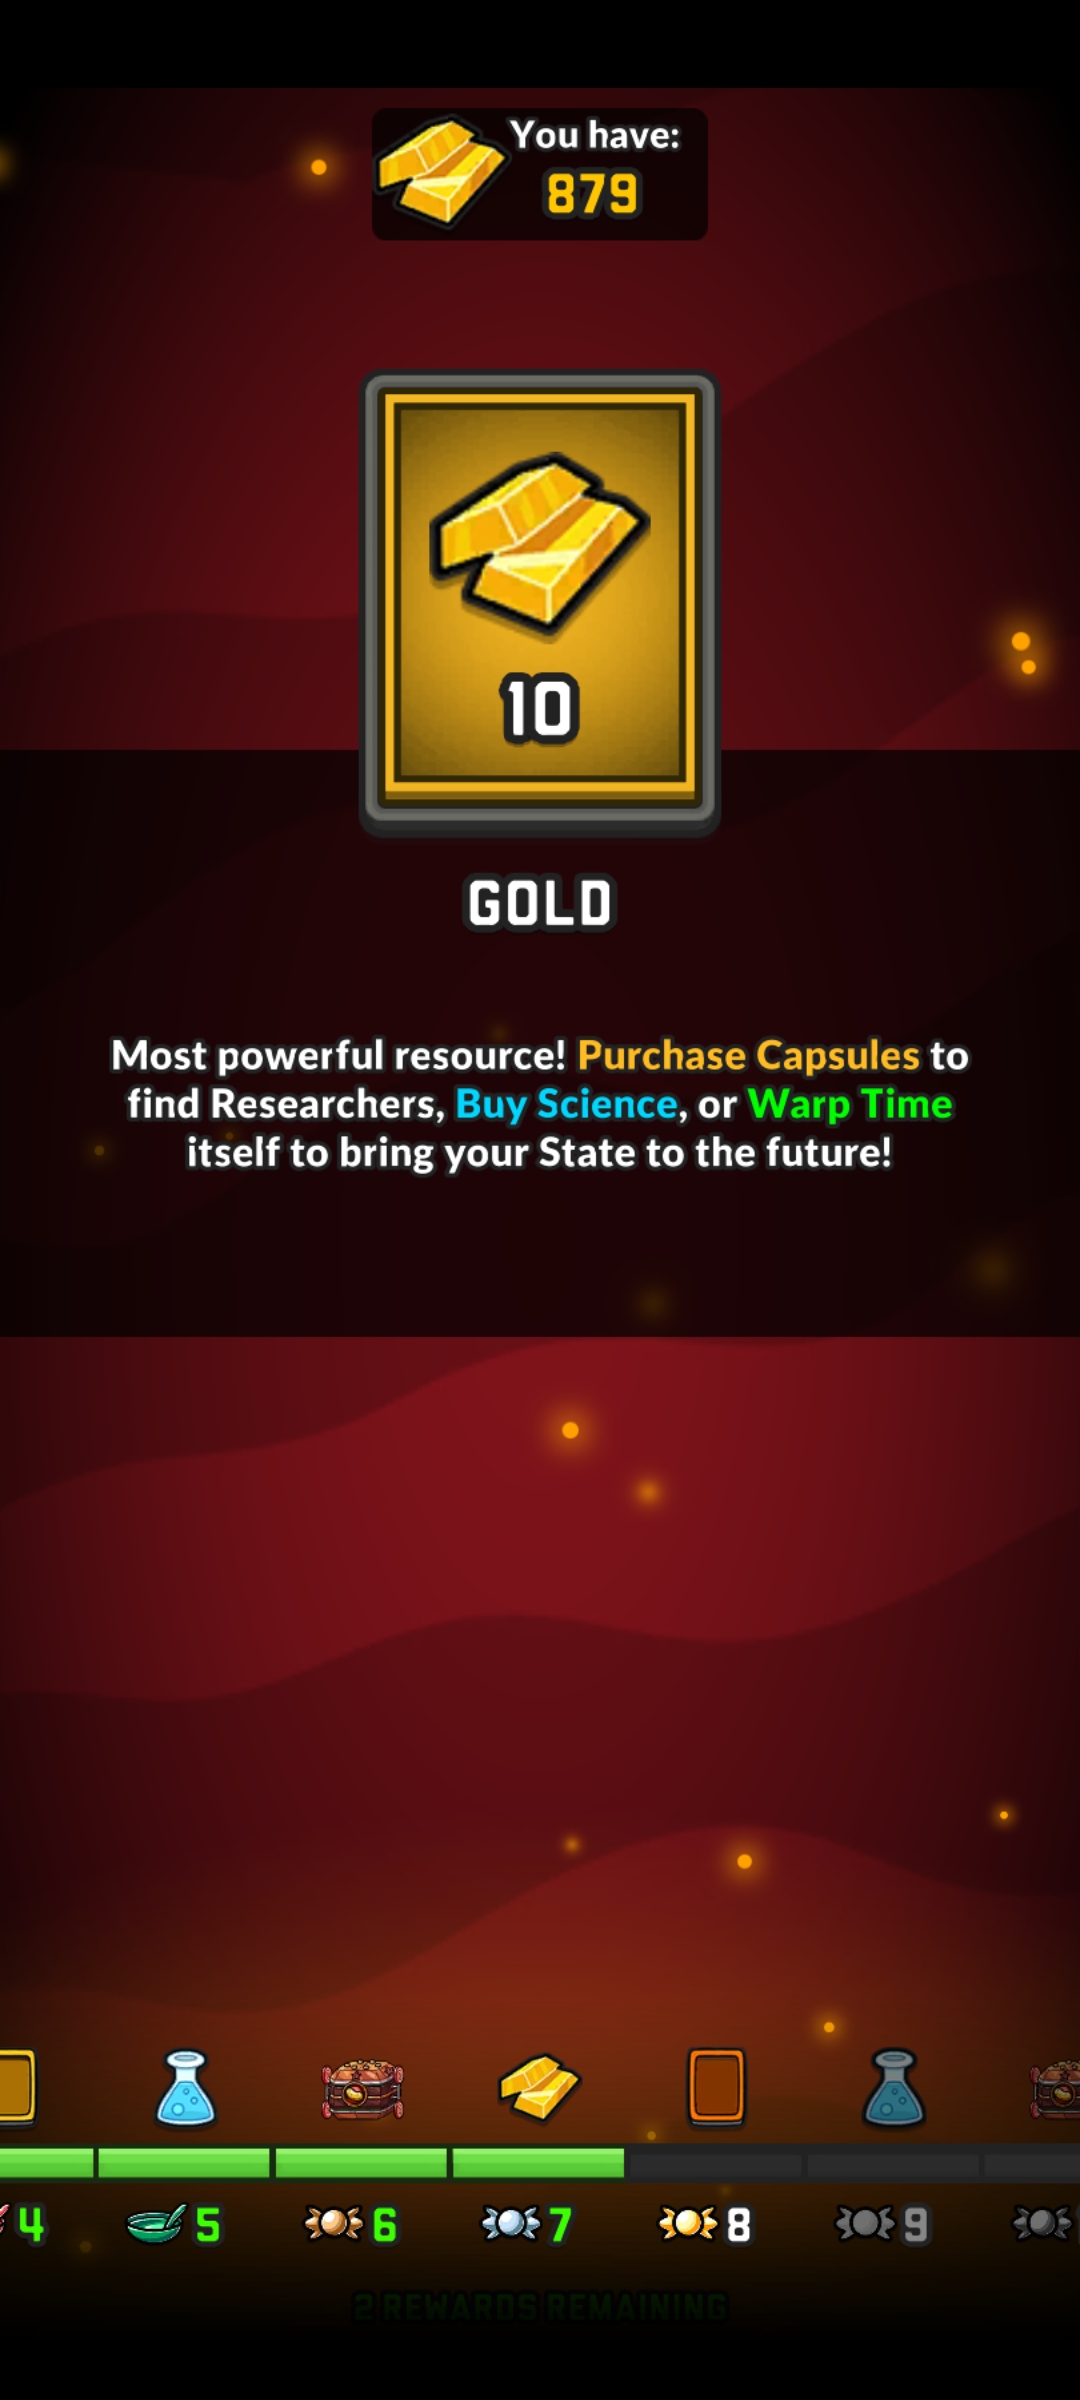 You have:
879
10
GOLD
Most powerful resource! Purchase Capsules to
find Researchers, Buy Science, or Warp Time
itself to bring your State to the future!
4 5 6 7 8 9
2 REWARDS REMAINING